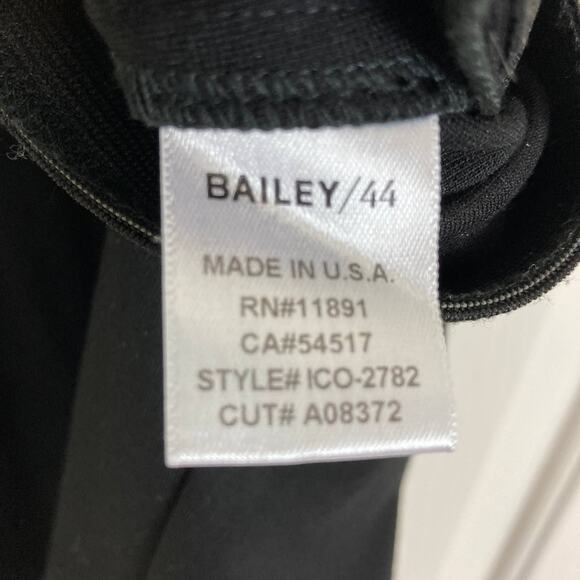 BAILEY/44
MADE IN U.S.A.
RN#11891
CA#54517
STYLE# ICO-2782
CUT# A08372